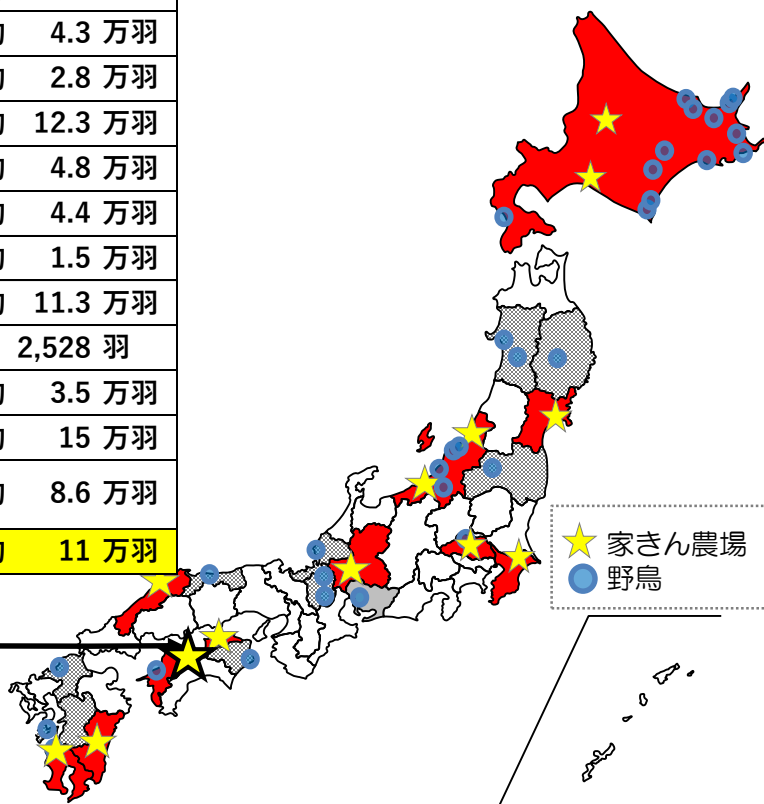 4.3 万羽
2.8 万羽
12.3 万羽
4.8 万羽
4.4 万羽
1.5 万羽
11.3 万羽
2,528 羽
3.5 万羽
15 万羽
8.6 万羽
11 万羽
家きん農場
野鳥